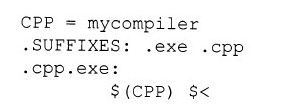 CPP = mycompiler
.SUFFIXES: .exe .cpp
.cpp.exe:
$(CPP) $<